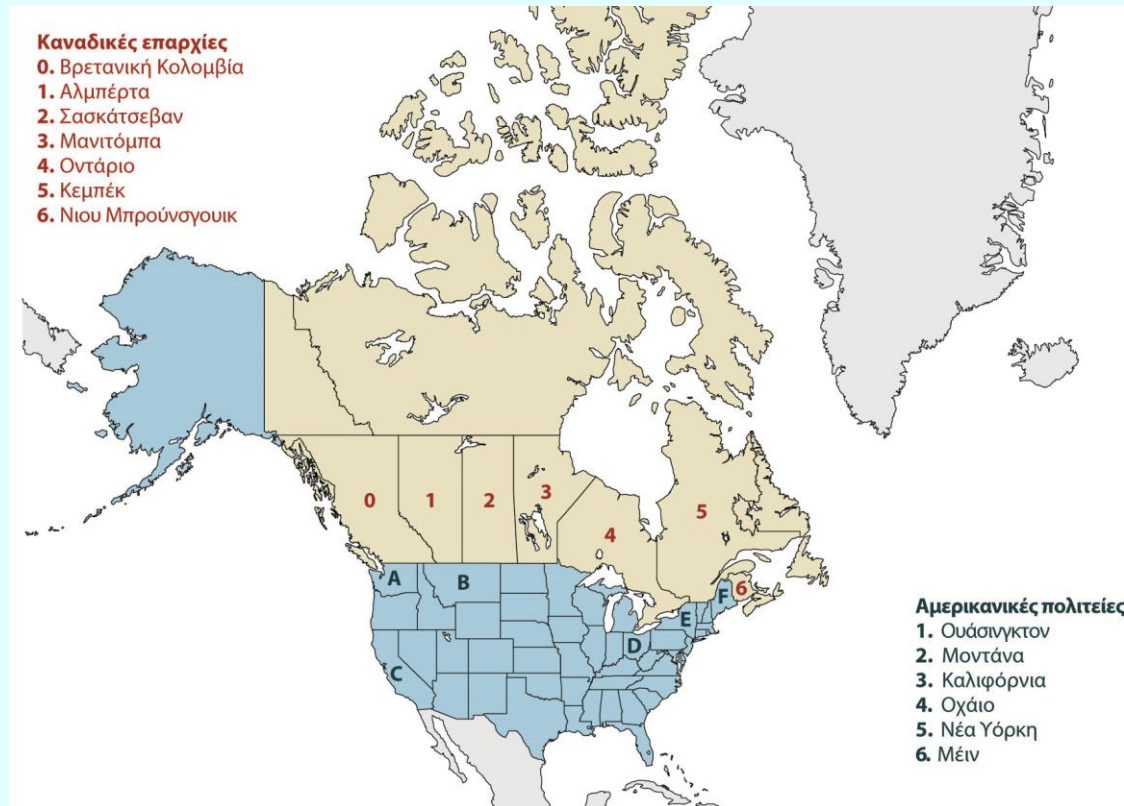 Καναδικές επαρχίες
0. Βρετανική Κολομβία
1. Αλμπέρτα
2. Σασκάτσεβαν
3. Μανιτόμπα
4. Οντάριο
5. Κεμπέκ
6. Νιου Μπρούνσγουικ
0
1
2
3
4
5
6
A
B
C
D
E
F
Αμερικανικές πολιτείες
1. Ουάσινγκτον
2. Μοντάνα
3. Καλιφόρνια
4. Οχάιο
5. Νέα Υόρκη
6. Μέιν